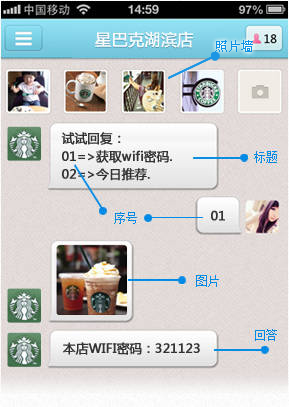 中国移动 14:59 97%
星巴克湖滨店 18
照片墙
试试回复：
01=>获取wifi密码.
02=>今日推荐.
标题
序号
01
图片
回答
本店WIFI密码：321123